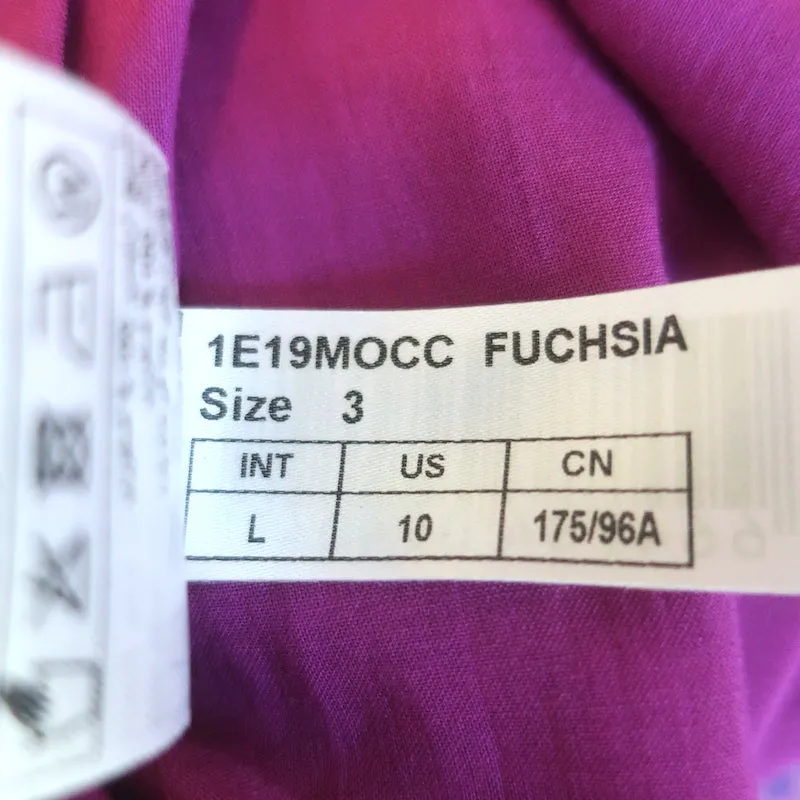 1E19MOCC FUCHSIA
Size 3
INT US CN
L 10 175/96A